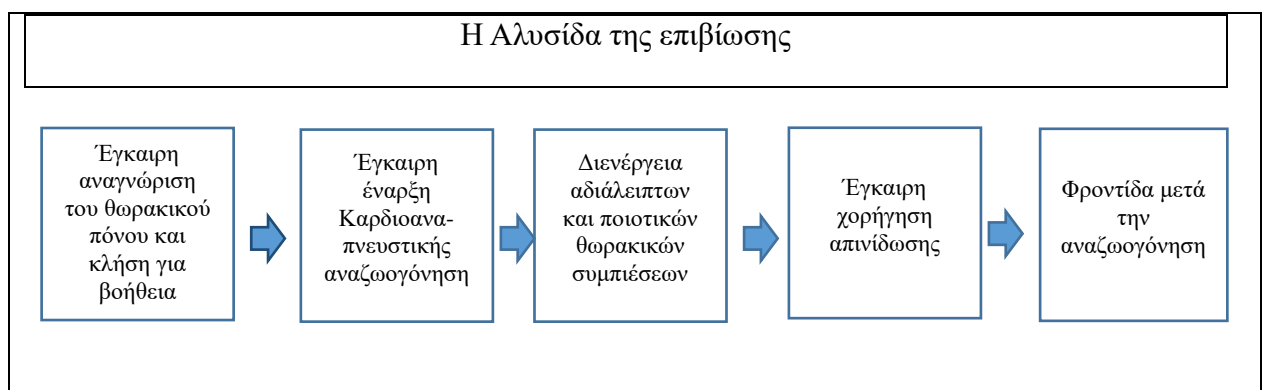 Η Αλυσίδα της επιβίωσης
Έγκαιρη
αναγνώριση
του θωρακικού
πόνου και
κλήση για
βοήθεια
Έγκαιρη
έναρξη
Καρδιοανα-
πνευστικής
αναζωογόνηση
Διενέργεια
αδιάλειπτων
και ποιοτικών
θωρακικών
συμπιέσεων
Έγκαιρη
χορήγηση
απινίδωσης
Φροντίδα μετά
την
αναζωογόνηση